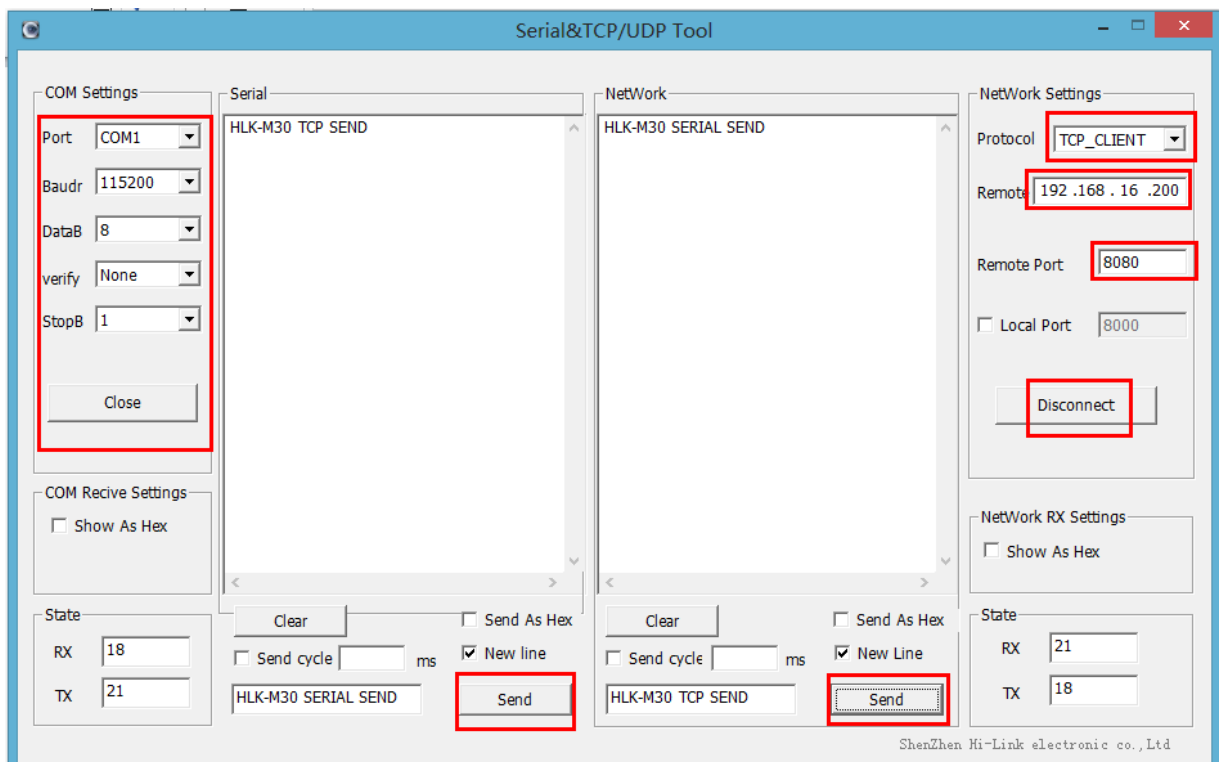 Serial&TCP/UDP Tool
COM Settings
Port COM1
Baudr 115200
DataB 8
verify None
StopB 1
Close
COM Recive Settings
Show As Hex
State
RX 18
TX 21
Serial
HLK-M30 TCP SEND
Clear
Send As Hex
Send cycle ms
New line
HLK-M30 SERIAL SEND
Send
NetWork
HLK-M30 SERIAL SEND
Clear
Send As Hex
Send cycle ms
New Line
HLK-M30 TCP SEND
Send
NetWork Settings
Protocol TCP_CLIENT
Remote 192 .168 . 16 .200
Remote Port 8080
Local Port 8000
Disconnect
NetWork RX Settings
Show As Hex
State
RX 21
TX 18
ShenZhen Hi-Link electronic co.,Ltd